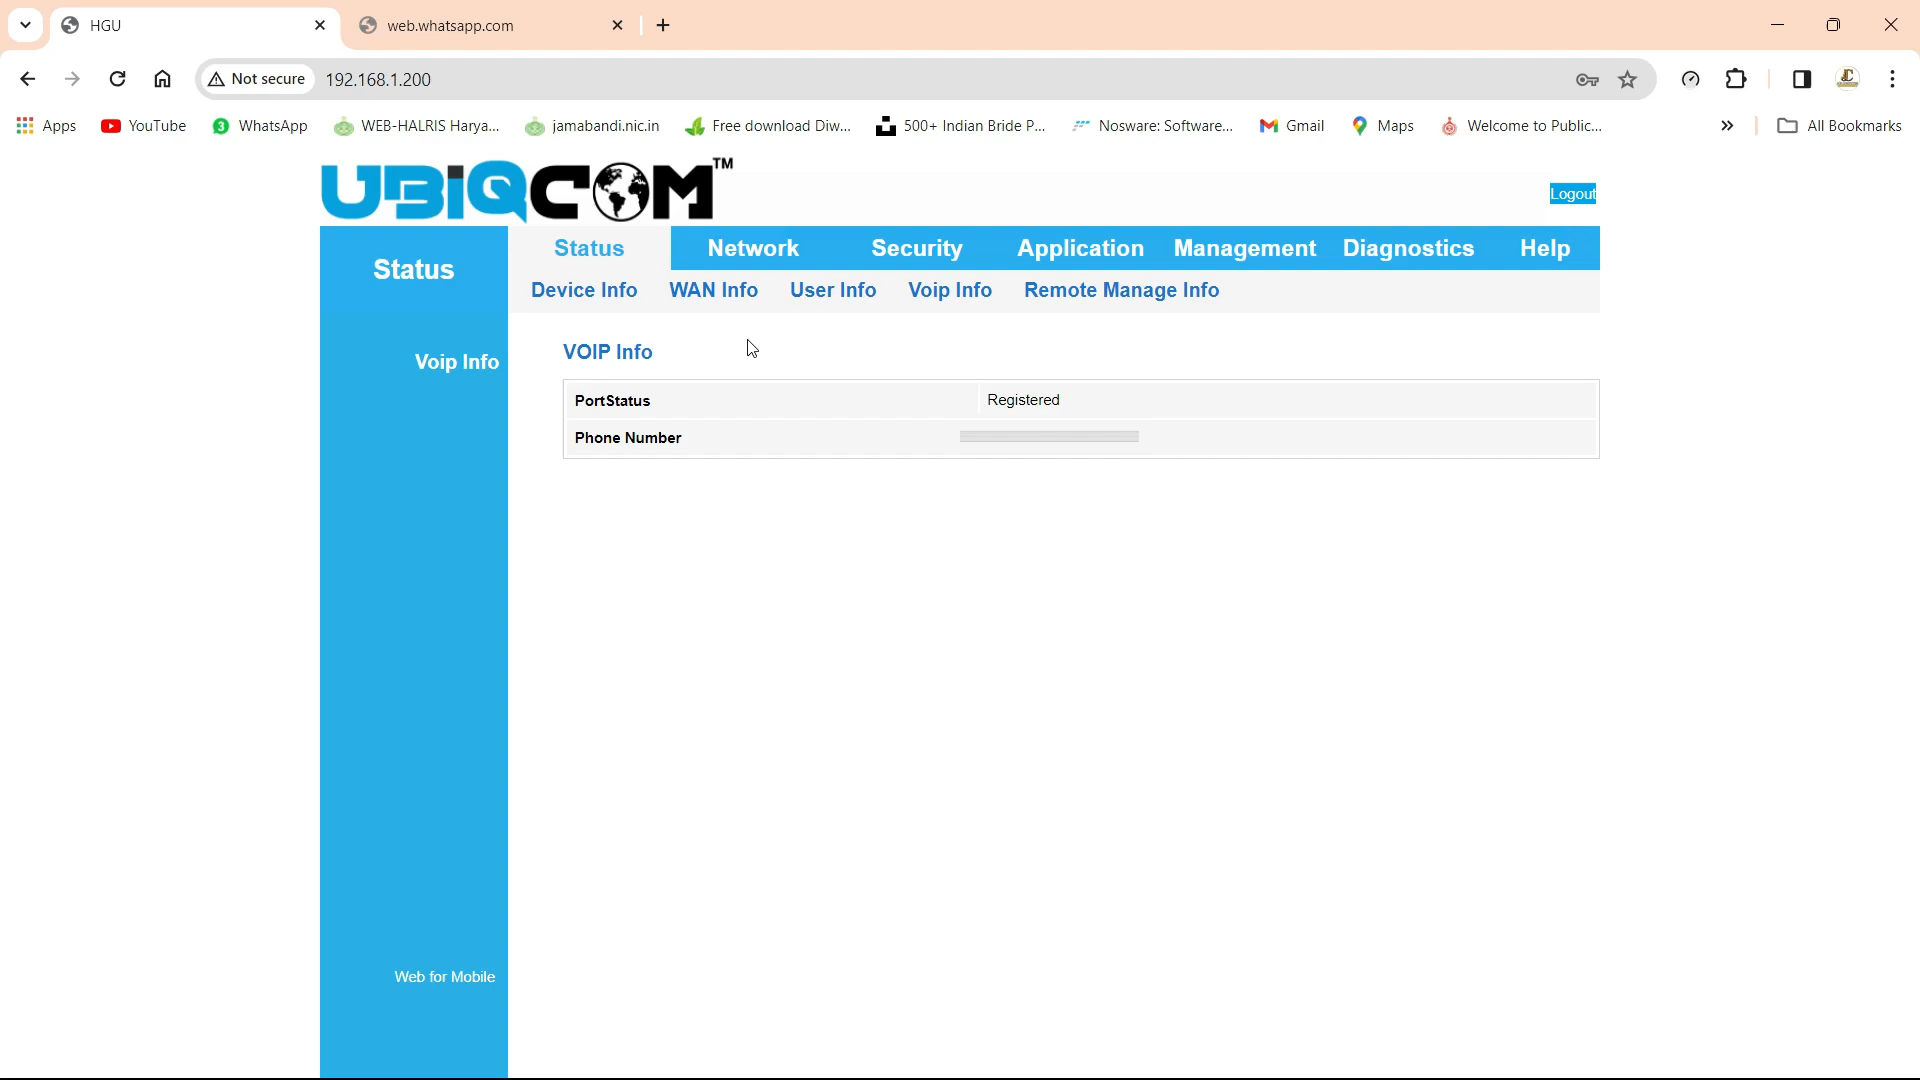 HGU
web.whatsapp.com
Not secure
192.168.1.200
Apps
YouTube
3
WhatsApp
WEB-HALRIS Harya...
jamabandi.nic.in
Free download Diw...
500+ Indian Bride P...
Nosware: Software...
Gmail
Maps
Welcome to Public...
All Bookmarks
UBiQCOM™
Logout
Status
Status
Network
Security
Application
Management
Diagnostics
Help
Device Info
WAN Info
User Info
Voip Info
Remote Manage Info
Voip Info
VOIP Info
PortStatus
Registered
Phone Number
Web for Mobile